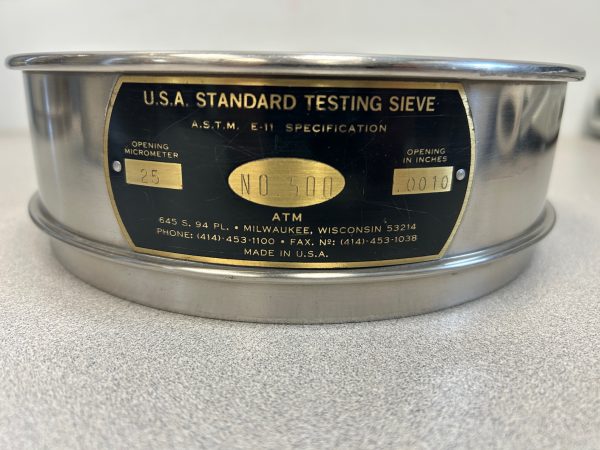 U.S.A. STANDARD TESTING SIEVE
A.S.T.M. E-11 SPECIFICATION
OPENING
MICROMETER
25
NO 500
OPENING
IN INCHES
.0010
ATM
645 S. 94 PL. • MILWAUKEE, WISCONSIN 53214
PHONE: (414)-453-1100 • FAX. Nº: (414)-453-1038
MADE IN U.S.A.